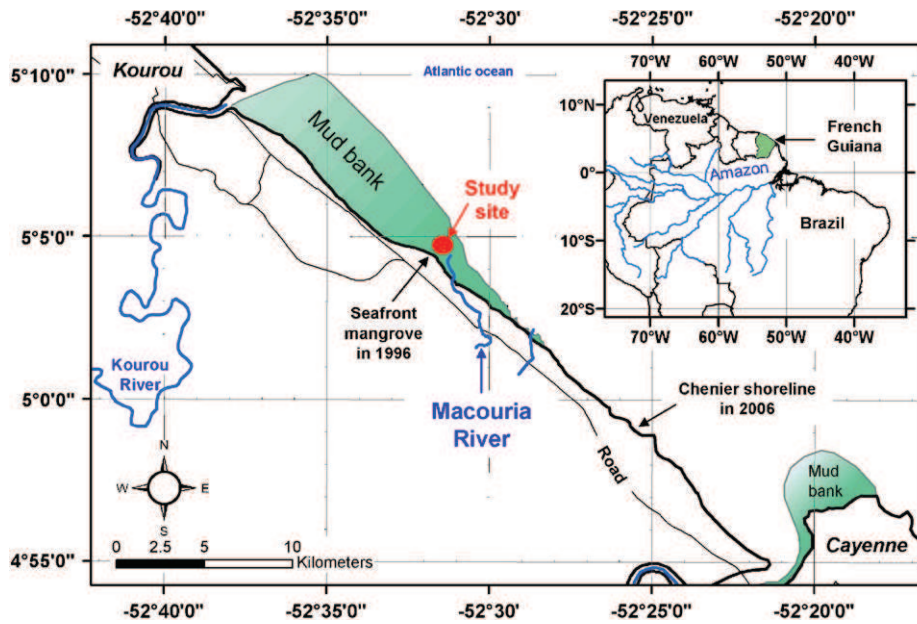 -52°40'0" -52°35'0" -52°30'0" -52°25'0" -52°20'0"
5°10'0"
5°5'0"
5°0'0"
4°55'0"
Kourou
Atlantic ocean
Mud bank
Study
site
Seafront
mangrove
in 1996
Kourou
River
Macouria
River
Chenier shoreline
in 2006
Road
Mud
bank
Cayenne
N
W E
S
0 2.5 5 10
Kilometers
70°W 60°W 50°W 40°W
10°N
0°
10°S
20°S
Venezuela
French
Guiana
Amazon
Brazil
70°W 60°W 50°W 40°W
-52°40'0" -52°35'0" -52°30'0" -52°25'0" -52°20'0"